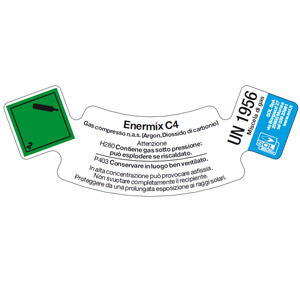 2
Enermix C4
Gas compresso n.a.s. (Argon, Diossido di carbonio)
Attenzione
H280 Contiene gas sotto pressione:
può esplodere se riscaldato.
P403 Conservare in luogo ben ventilato.
In alta concentrazione può provocare asfissia.
Non svuotare completamente il recipiente.
Proteggere da una prolungata esposizione ai raggi solari.
UN 1956
Miscela di gas
SOL